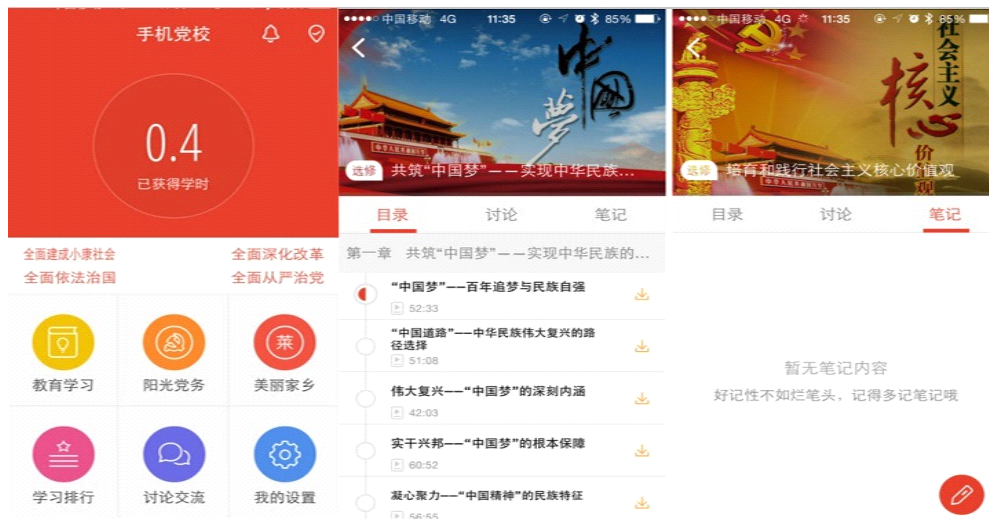 手机党校
0.4
已获得学时
全面建成小康社会
全面深化改革
全面依法治国
全面从严治党
莱
教育学习
阳光党务
美丽家乡
学习排行
讨论交流
我的设置
中国移动 4G 11:35 85%
中国
夢
选修 共筑“中国梦”——实现中华民族...
目录 讨论 笔记
第一章 共筑“中国梦”——实现中华民族的...
“中国梦”——百年追梦与民族自强
52:33
“中国道路”——中华民族伟大复兴的路
径选择
51:08
伟大复兴——“中国梦”的深刻内涵
42:03
实干兴邦——“中国梦”的根本保障
60:52
凝心聚力——“中国精神”的民族特征
56:55
中国移动 4G 11:35 85%
社会主义
核心
价值观
选修 培育和践行社会主义核心价值观
目录 讨论 笔记
暂无笔记内容
好记性不如烂笔头，记得多记笔记哦